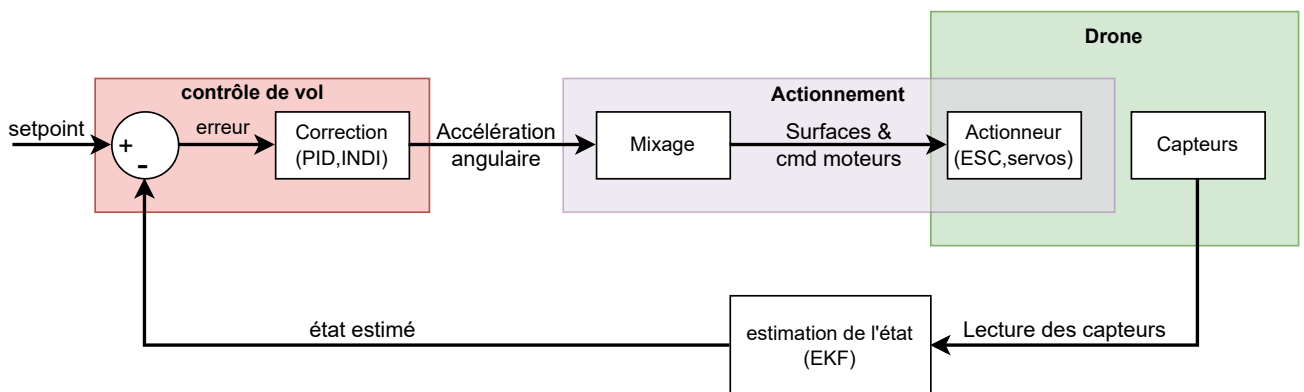 Drone
contrôle de vol
Actionnement
setpoint
+
-
erreur
Correction
(PID,INDI)
Accélération
angulaire
Mixage
Surfaces &
cmd moteurs
Actionneur
(ESC,servos)
Capteurs
état estimé
estimation de l'état
(EKF)
Lecture des capteurs